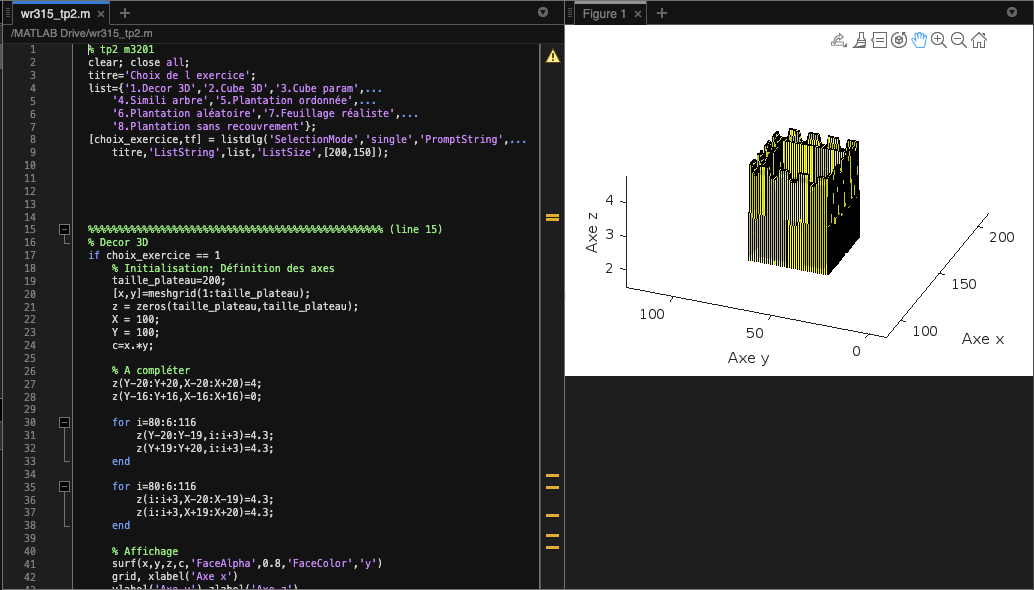 wr315_tp2.m × +
/MATLAB Drive/wr315_tp2.m
1 % tp2 m3201
2 clear; close all;
3 titre='Choix de l exercice';
4 list={'1.Decor 3D','2.Cube 3D','3.Cube param',...
5 '4.Simili arbre','5.Plantation ordonnée',...
6 '6.Plantation aléatoire','7.Feuillage réaliste',...
7 '8.Plantation sans recouvrement'};
8 [choix_exercice,tf] = listdlg('SelectionMode','single','PromptString',...
9 titre,'ListString',list,'ListSize',[200,150]);
10
11
12
13
14
15 %%%%%%%%%%%%%%%%%%%%%%%%%%%%%%%%%%%%%%%%%%%%%%%%% (line 15)
16 % Decor 3D
17 if choix_exercice == 1
18 % Initialisation: Définition des axes
19 taille_plateau=200;
20 [x,y]=meshgrid(1:taille_plateau);
21 z = zeros(taille_plateau,taille_plateau);
22 X = 100;
23 Y = 100;
24 c=x.*y;
25
26 % A compléter
27 z(Y-20:Y+20,X-20:X+20)=4;
28 z(Y-16:Y+16,X-16:X+16)=0;
29
30 for i=80:6:116
31 z(Y-20:Y-19,i:i+3)=4.3;
32 z(Y+19:Y+20,i:i+3)=4.3;
33 end
34
35 for i=80:6:116
36 z(i:i+3,X-20:X-19)=4.3;
37 z(i:i+3,X+19:X+20)=4.3;
38 end
39
40 % Affichage
41 surf(x,y,z,c,'FaceAlpha',0.8,'FaceColor','y')
42 grid, xlabel('Axe x')
43 ylabel('Axe y'),zlabel('Axe z')
Figure 1 × +
Axe z
4
3
2
100
50
0
Axe y
100
150
200
Axe x